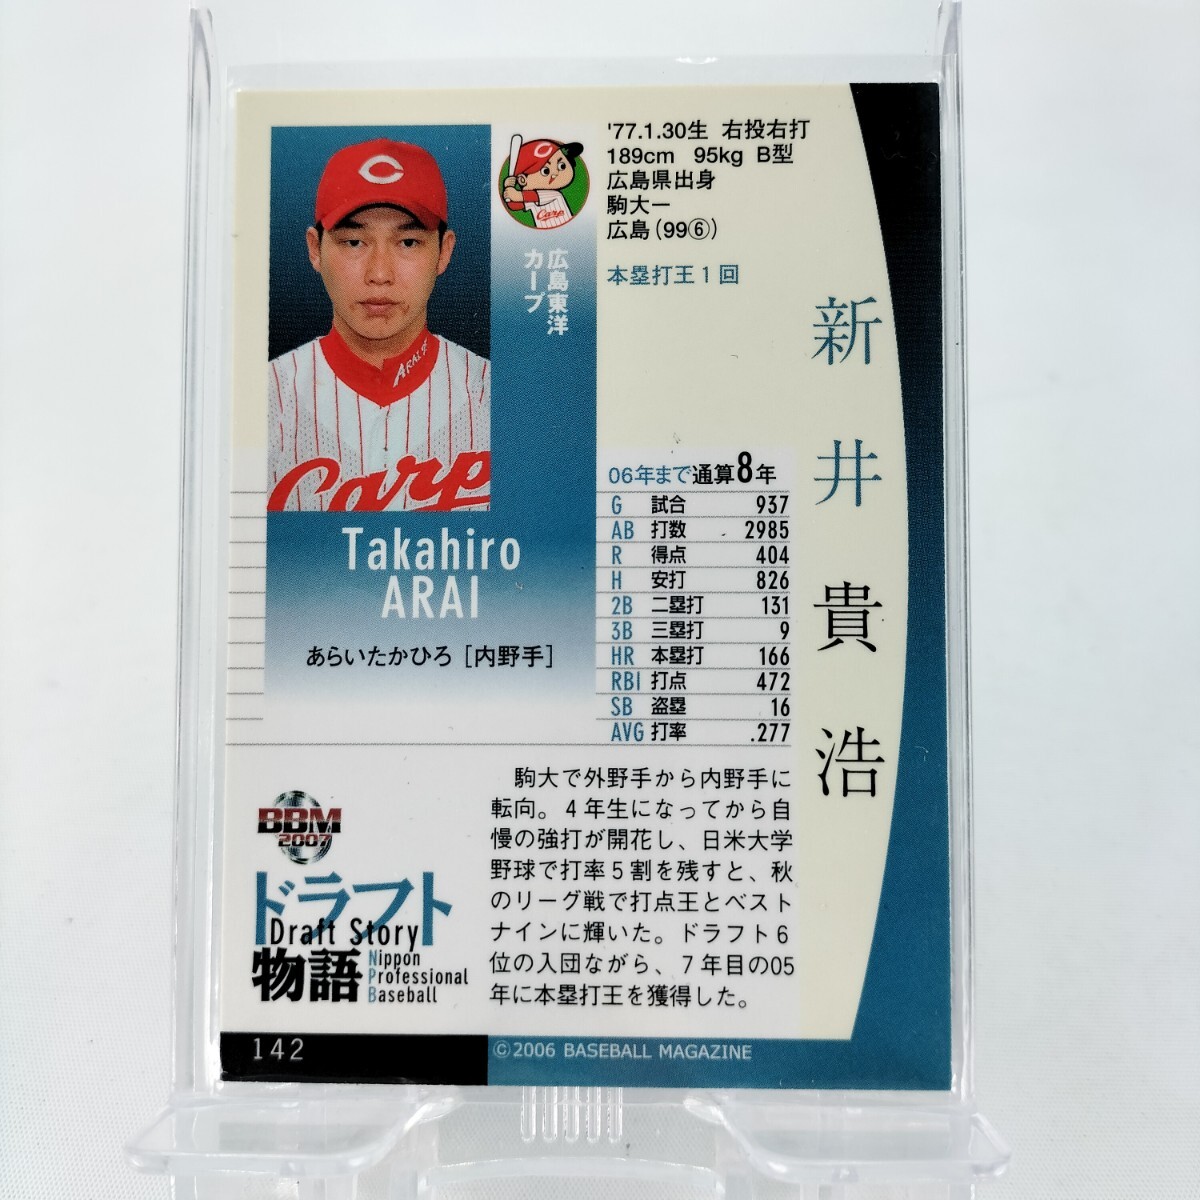 '77.1.30生 右投右打
189cm 95kg B型
広島県出身
駒大―
広島(99⑥)
本塁打王1回
C
Carp
広島東洋
カープ
ARAI 25
Carp
Takahiro
ARAI
あらいたかひろ [内野手]
新井貴浩
06年まで通算8年
G 試合 937
AB 打数 2985
R 得点 404
H 安打 826
2B 二塁打 131
3B 三塁打 9
HR 本塁打 166
RBI 打点 472
SB 盗塁 16
AVG 打率 .277
駒大で外野手から内野手に
転向。4年生になってから自
慢の強打が開花し、日米大学
野球で打率5割を残すと、秋
のリーグ戦で打点王とベスト
ナインに輝いた。ドラフト6
位の入団ながら、7年目の05
年に本塁打王を獲得した。
BBM
2007
ドラフト
Draft Story
物語
Nippon
Professional
Baseball
142
©2006 BASEBALL MAGAZINE